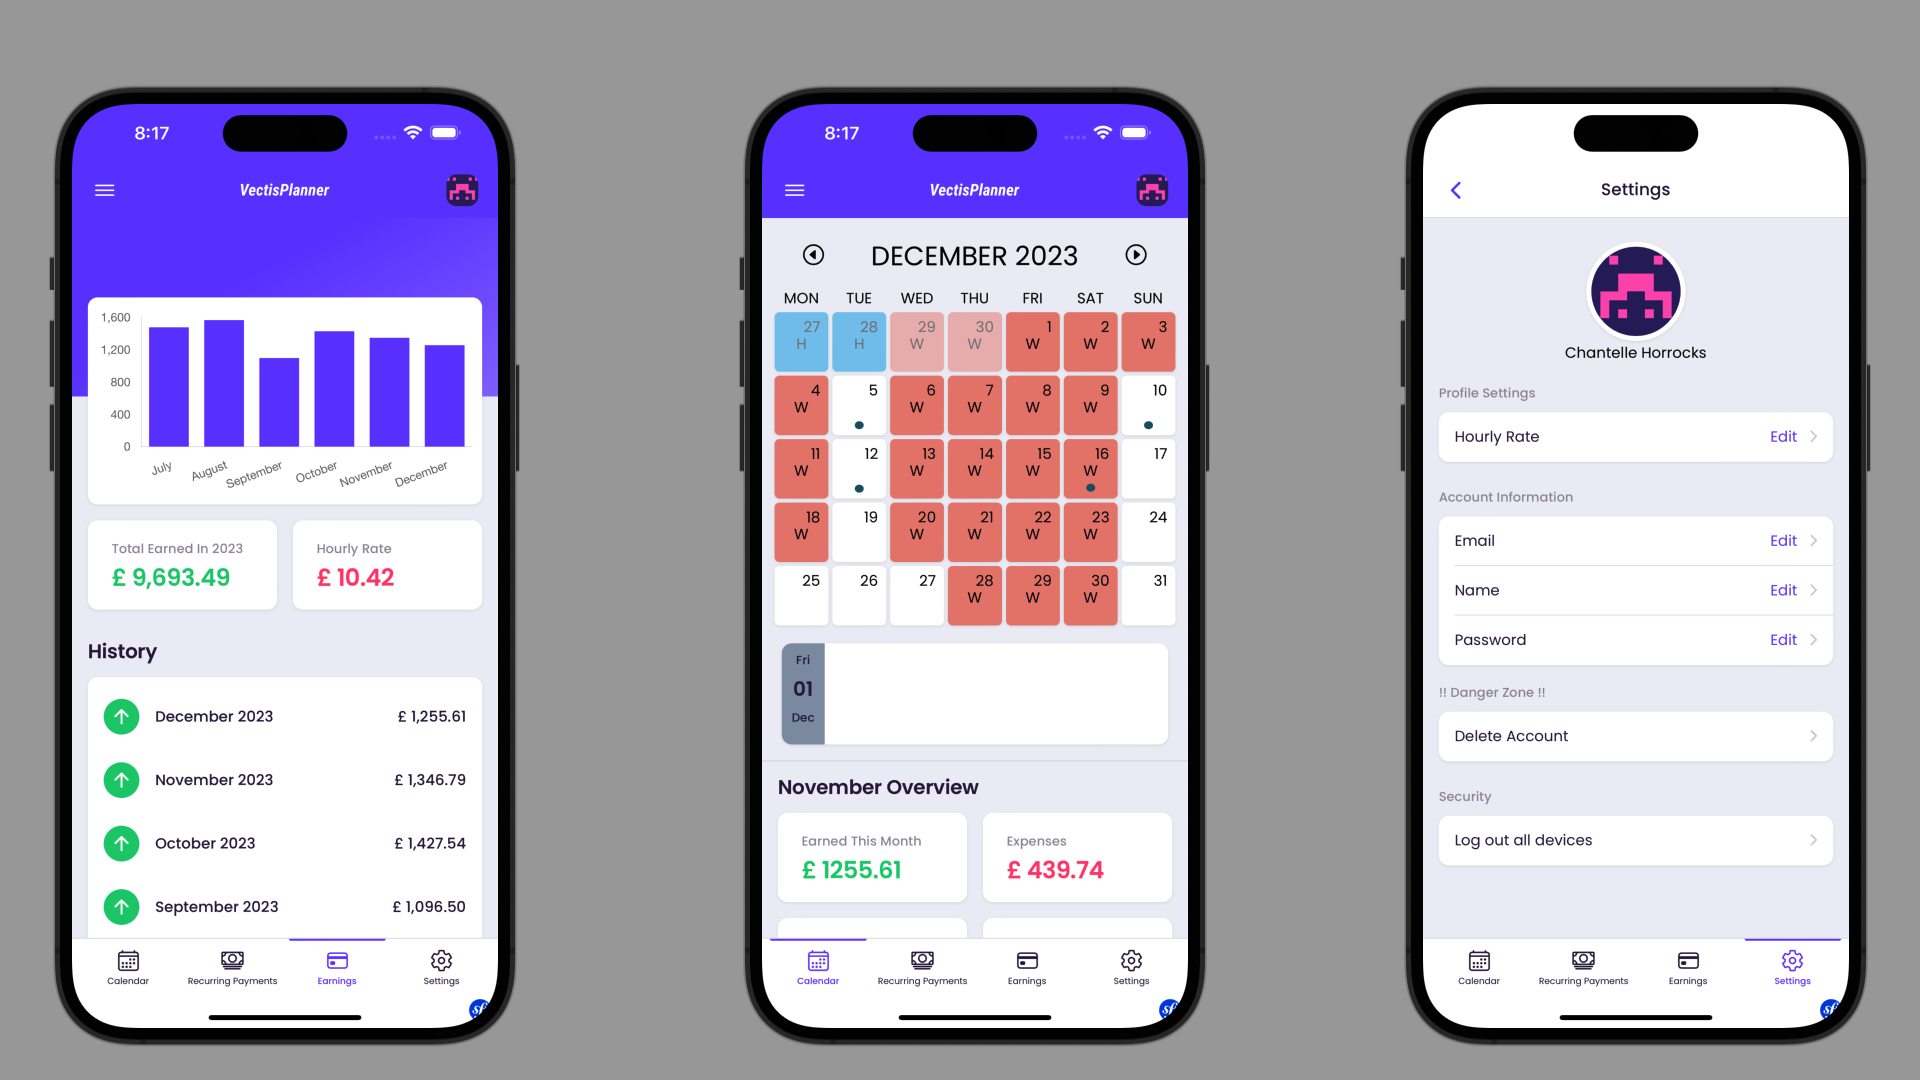 8:17
VectisPlanner
1,600
1,200
800
400
0
July August September October November December
Total Earned In 2023
£ 9,693.49
Hourly Rate
£ 10.42
History
December 2023 £ 1,255.61
November 2023 £ 1,346.79
October 2023 £ 1,427.54
September 2023 £ 1,096.50
Calendar Recurring Payments Earnings Settings
8:17
VectisPlanner
DECEMBER 2023
MON TUE WED THU FRI SAT SUN
27 28 29 30 1 2 3
H H W W W W W
4 5 6 7 8 9 10
W W W W W
11 12 13 14 15 16 17
W W W W W
18 19 20 21 22 23 24
W W W W W
25 26 27 28 29 30 31
W W W
Fri
01
Dec
November Overview
Earned This Month
£ 1255.61
Expenses
£ 439.74
Calendar Recurring Payments Earnings Settings
Settings
Chantelle Horrocks
Profile Settings
Hourly Rate Edit
Account Information
Email Edit
Name Edit
Password Edit
!! Danger Zone !!
Delete Account
Security
Log out all devices
Calendar Recurring Payments Earnings Settings